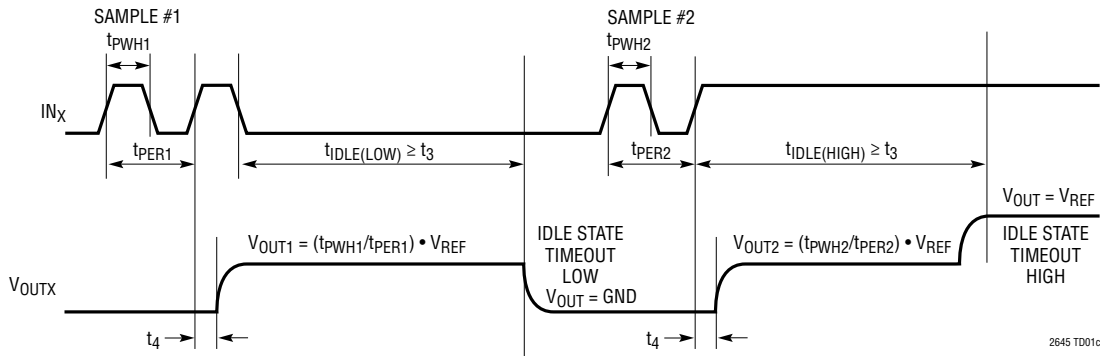 SAMPLE #1
SAMPLE #2
tPWH1
tPWH2
INX
tPER1
tIDLE(LOW) ≥ t3
tPER2
tIDLE(HIGH) ≥ t3
VOUT = VREF
VOUT1 = (tPWH1/tPER1) • VREF
IDLE STATE
TIMEOUT
LOW
VOUT2 = (tPWH2/tPER2) • VREF
IDLE STATE
TIMEOUT
HIGH
VOUTX
VOUT = GND
t4
t4
2645 TD01c